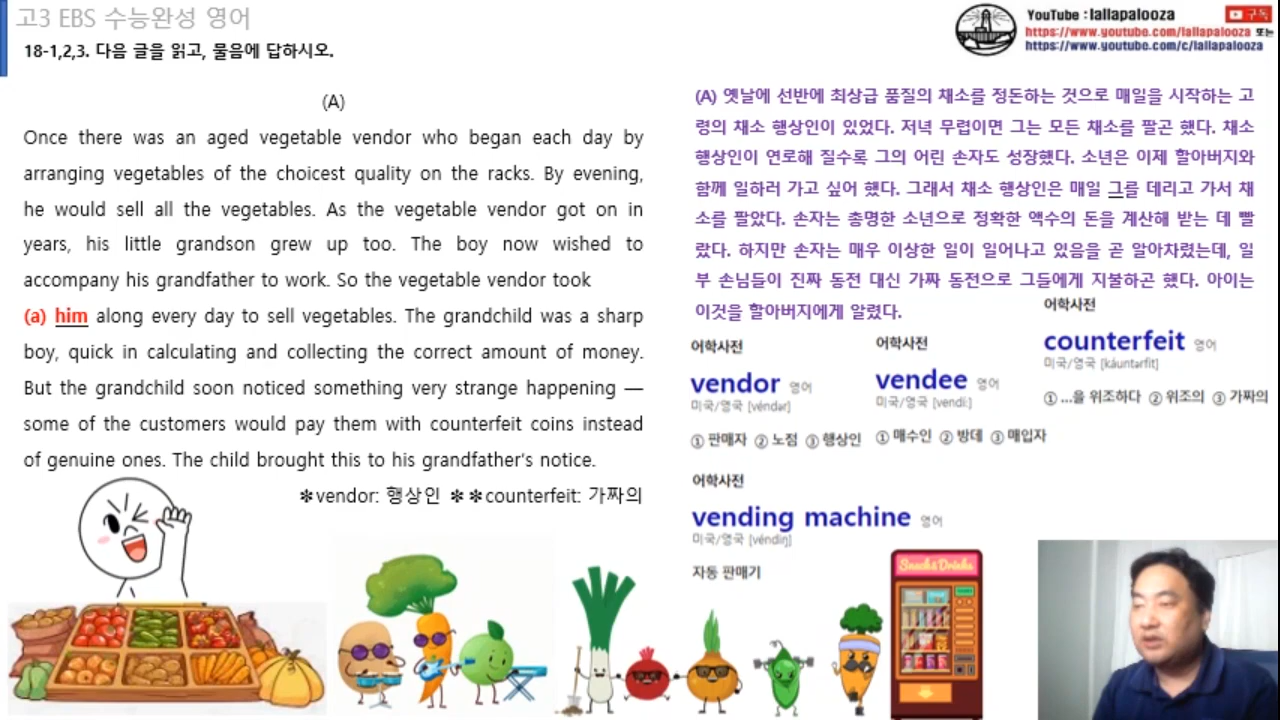 고3 EBS 수능완성 영어
18-1,2,3. 다음 글을 읽고, 물음에 답하시오.
YouTube : lallapalooza
구독
https://www.youtube.com/lallapalooza 또는
https://www.youtube.com/c/lallapalooza
(A)
Once there was an aged vegetable vendor who began each day by
arranging vegetables of the choicest quality on the racks. By evening,
he would sell all the vegetables. As the vegetable vendor got on in
years, his little grandson grew up too. The boy now wished to
accompany his grandfather to work. So the vegetable vendor took
(a) him along every day to sell vegetables. The grandchild was a sharp
boy, quick in calculating and collecting the correct amount of money.
But the grandchild soon noticed something very strange happening —
some of the customers would pay them with counterfeit coins instead
of genuine ones. The child brought this to his grandfather's notice.
∗vendor: 행상인 ∗∗counterfeit: 가짜의
(A) 옛날에 선반에 최상급 품질의 채소를 정돈하는 것으로 매일을 시작하는 고
령의 채소 행상인이 있었다. 저녁 무렵이면 그는 모든 채소를 팔곤 했다. 채소
행상인이 연로해 질수록 그의 어린 손자도 성장했다. 소년은 이제 할아버지와
함께 일하러 가고 싶어 했다. 그래서 채소 행상인은 매일 그를 데리고 가서 채
소를 팔았다. 손자는 총명한 소년으로 정확한 액수의 돈을 계산해 받는 데 빨
랐다. 하지만 손자는 매우 이상한 일이 일어나고 있음을 곧 알아차렸는데, 일
부 손님들이 진짜 동전 대신 가짜 동전으로 그들에게 지불하곤 했다. 아이는
이것을 할아버지에게 알렸다.
어학사전
vendor 영어
미국/영국 [véndər]
① 판매자 ② 노점 ③ 행상인
어학사전
vendee 영어
미국/영국 [vendi:]
① 매수인 ② 방데 ③ 매입자
어학사전
counterfeit 영어
미국/영국 [káuntərfìt]
① ...을 위조하다 ② 위조의 ③ 가짜의
어학사전
vending machine 영어
미국/영국 [véndiŋ]
자동 판매기
Snack&Drinks